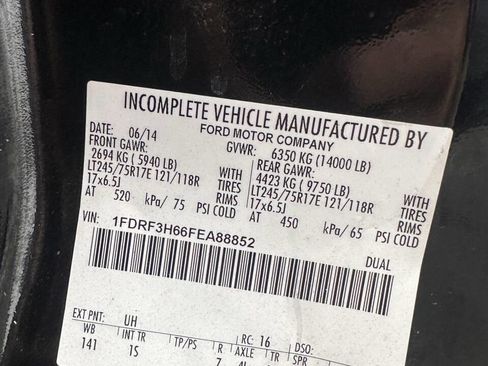 INCOMPLETE VEHICLE MANUFACTURED BY
FORD MOTOR COMPANY
DATE: 06/14 GVWR: 6350 KG (14000 LB)
FRONT GAWR: REAR GAWR:
2694 KG ( 5940 LB) 4423 KG ( 9750 LB)
LT245/75R17E 121/118R TIRES LT245/75R17E 121/118R TIRES
17x6.5J RIMS 17x6.5J RIMS
AT 520 kPa/ 75 PSI COLD AT 450 kPa/ 65 PSI COLD
VIN: 1FDRF3H66FEA88852
DUAL
EXT PNT: UH RC: 16 DSO:
WB INT TR TP/PS R AXLE TR SPR
141 1S 7